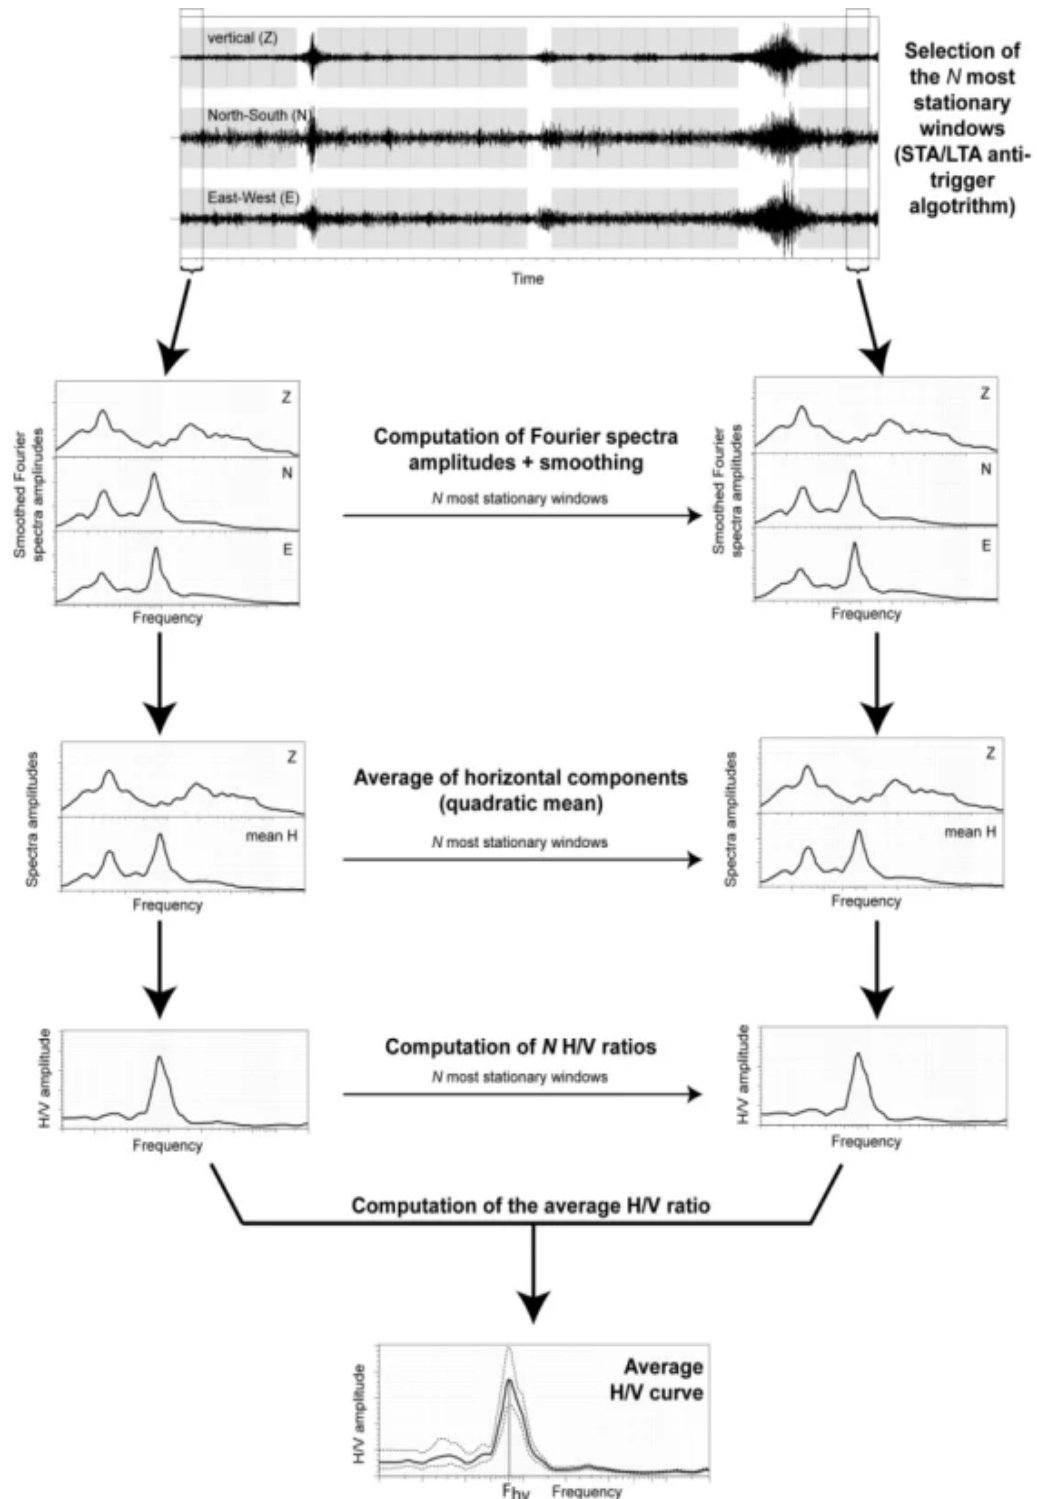 vertical (Z)
North-South (N)
East-West (E)
Time
Selection of
the N most
stationary
windows
(STA/LTA anti-
trigger
algotrithm)
Smoothed Fourier
spectra amplirudes
Z
N
E
Frequency
Computation of Fourier spectra
amplitudes + smoothing
N most stationary windows
Smoothed Fourier
spectra amplitudes
Z
N
E
Frequency
Spectra amplitudes
Z
mean H
Frequency
Average of horizontal components
(quadratic mean)
N most stationary windows
Spectra amplitudes
Z
mean H
Frequency
H/V amplitude
Frequency
Computation of N H/V ratios
N most stationary windows
H/V amplitude
Frequency
Computation of the average H/V ratio
H/V amplitude
Average
H/V curve
Fhv Frequency